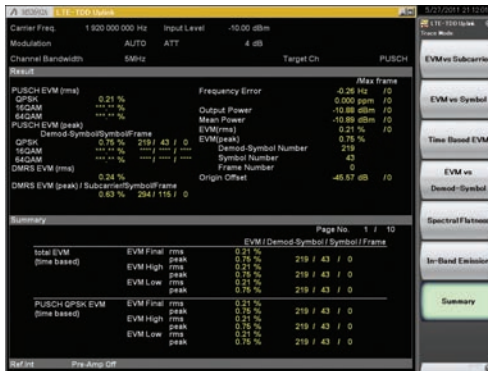 MS2692A LTE-TDD Uplink
5/27/2011 21:12:01
Carrier Freq. 1 920 000 000 Hz Input Level -10.00 dBm
Modulation AUTO ATT 4 dB
Channel Bandwidth 5MHz Target Ch PUSCH
Result
/Max frame
PUSCH EVM (rms) Frequency Error -0.26 Hz / 0
QPSK 0.21 % 0.000 ppm / 0
16QAM ***.** % Output Power -10.88 dBm / 0
64QAM ***.** % Mean Power -10.89 dBm / 0
PUSCH EVM (peak) EVM(rms) 0.21 % / 0
Demod-Symbol/Symbol/Frame EVM(peak) 0.75 % / 0
QPSK 0.75 % 219 / 43 / 0 Demod-Symbol Number 219
16QAM ***.** % ****/ ****/ **** Symbol Number 43
64QAM ***.** % ****/ ****/ **** Frame Number 0
DMRS EVM (rms) Origin Offset -45.57 dB / 0
0.24 %
DMRS EVM (peak) / Subcarrier/Symbol/Frame
0.63 % 294 / 115 / 0
Summary
Page No. 1 / 10
EVM / Demod-Symbol / Symbol / Frame
total EVM EVM Final rms 0.21 %
(time based) peak 0.75 % 219 / 43 / 0
EVM High rms 0.21 %
peak 0.75 % 219 / 43 / 0
EVM Low rms 0.21 %
peak 0.75 % 219 / 43 / 0
PUSCH QPSK EVM EVM Final rms 0.21 %
(time based) peak 0.75 % 219 / 43 / 0
EVM High rms 0.21 %
peak 0.75 % 219 / 43 / 0
EVM Low rms 0.21 %
peak 0.75 % 219 / 43 / 0
Ref.Int Pre-Amp Off
LTE-TDD Uplink
Trace Mode
EVM vs Subcarrie
EVM vs Symbol
Time Based EVM
EVM vs
Demod-Symbol
Spectral Flatness
In-Band Emission
Summary